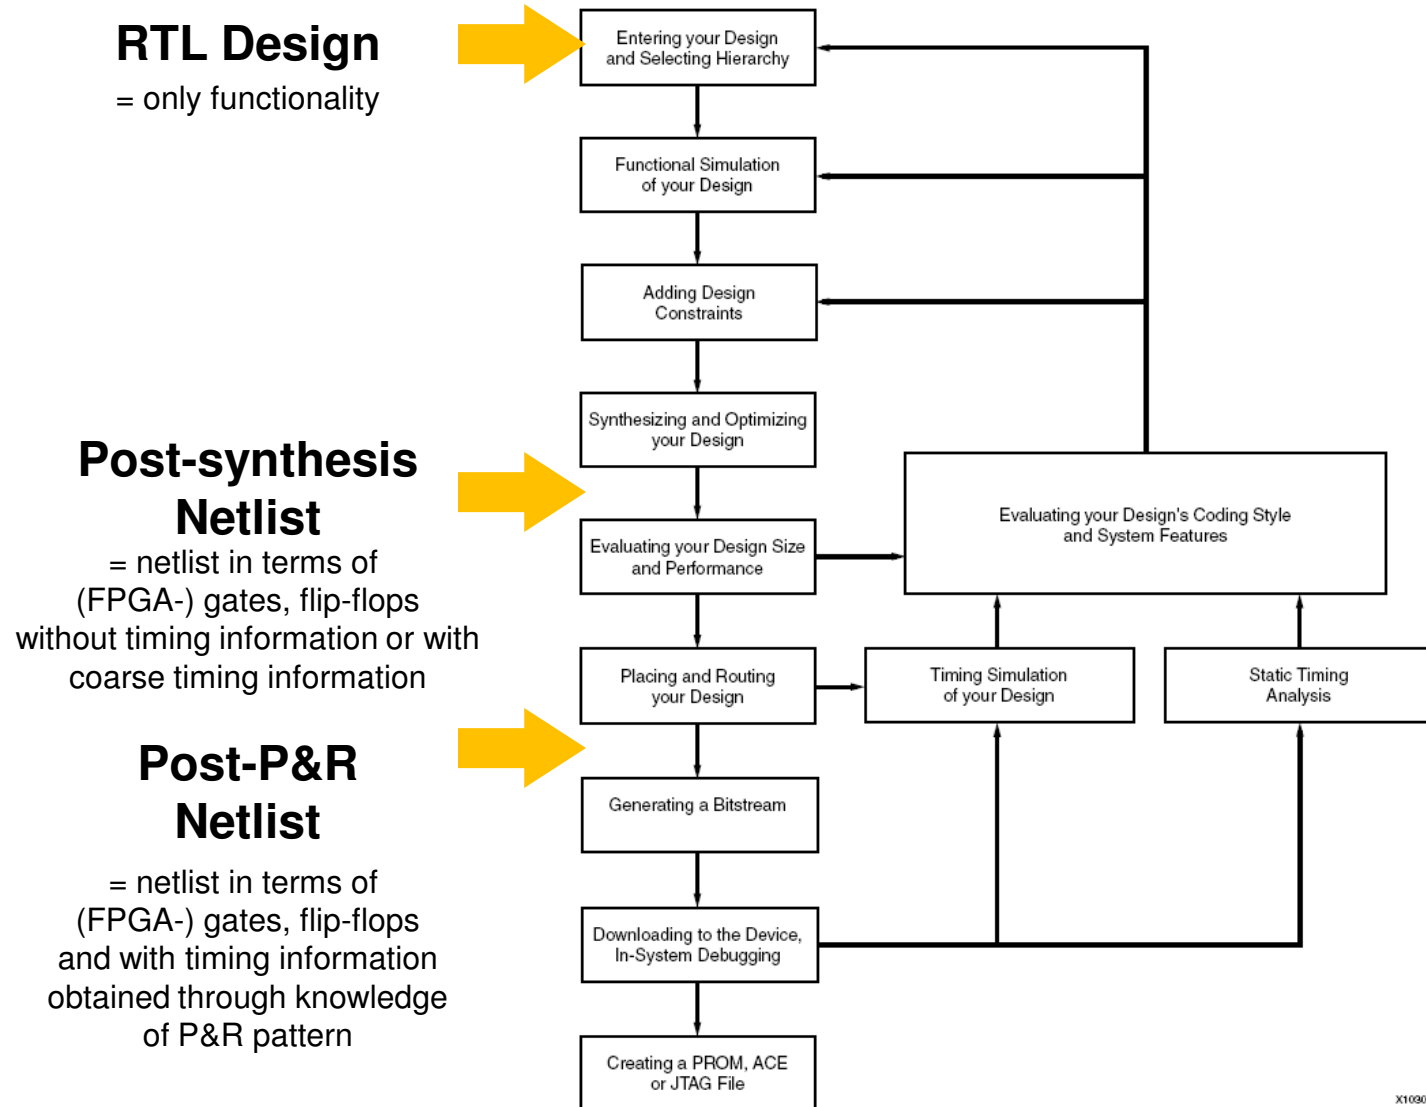 RTL Design
= only functionality
Entering your Design
and Selecting Hierarchy
Functional Simulation
of your Design
Adding Design
Constraints
Synthesizing and Optimizing
your Design
Post-synthesis
Netlist
= netlist in terms of
(FPGA-) gates, flip-flops
without timing information or with
coarse timing information
Evaluating your Design Size
and Performance
Evaluating your Design's Coding Style
and System Features
Placing and Routing
your Design
Timing Simulation
of your Design
Static Timing
Analysis
Post-P&R
Netlist
= netlist in terms of
(FPGA-) gates, flip-flops
and with timing information
obtained through knowledge
of P&R pattern
Generating a Bitstream
Downloading to the Device,
In-System Debugging
Creating a PROM, ACE
or JTAG File